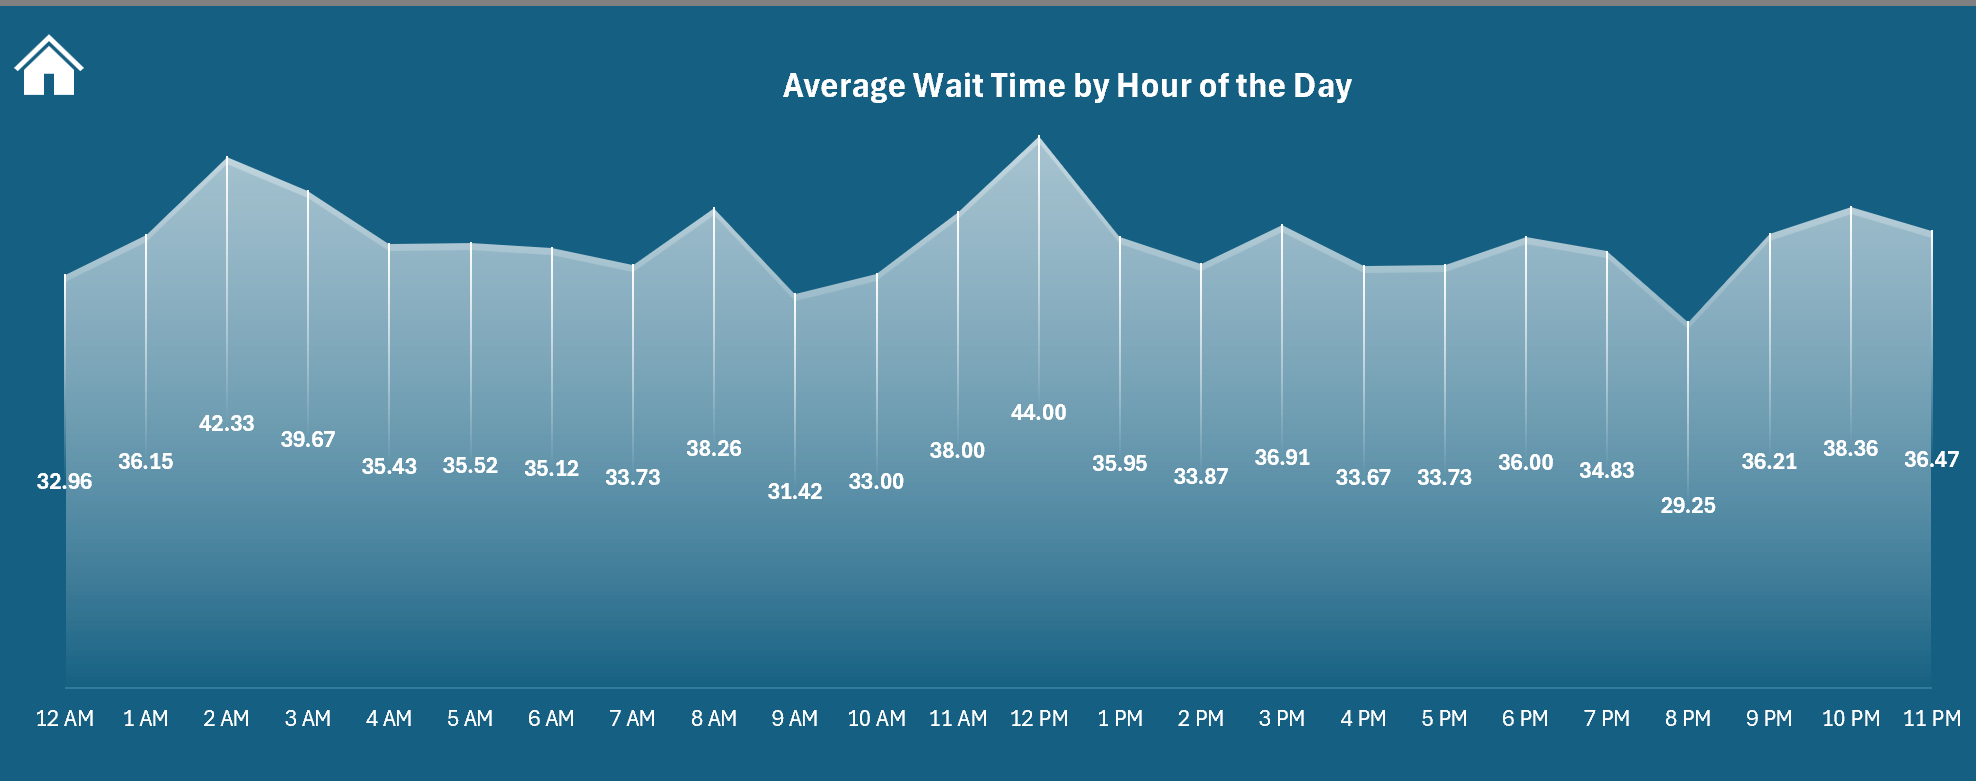 Average Wait Time by Hour of the Day
32.96 36.15 42.33 39.67 35.43 35.52 35.12 33.73 38.26 31.42 33.00 38.00 44.00 35.95 33.87 36.91 33.67 33.73 36.00 34.83 29.25 36.21 38.36 36.47
12 AM 1 AM 2 AM 3 AM 4 AM 5 AM 6 AM 7 AM 8 AM 9 AM 10 AM 11 AM 12 PM 1 PM 2 PM 3 PM 4 PM 5 PM 6 PM 7 PM 8 PM 9 PM 10 PM 11 PM